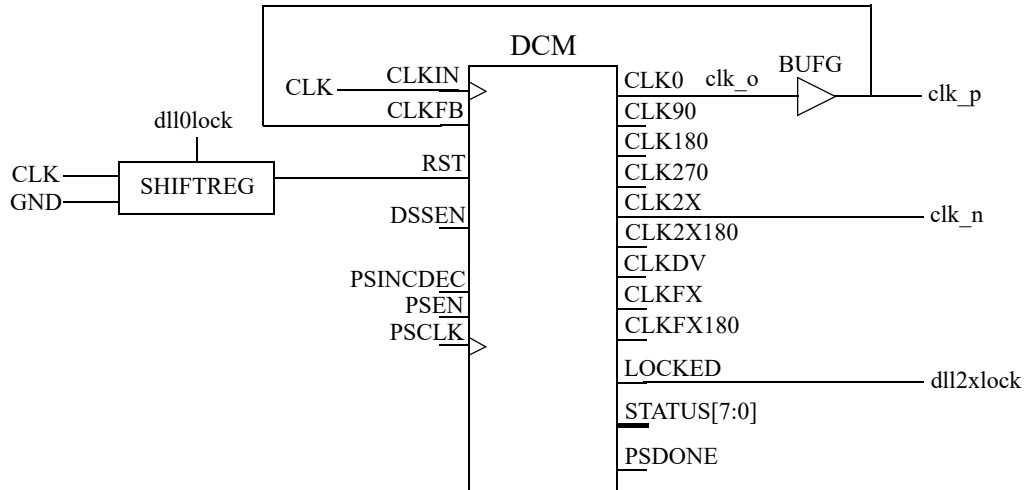 DCM
BUFG
CLK
CLKIN
CLK0
clk_o
clk_p
CLKFB
CLK90
dll0lock
CLK180
CLK
GND
SHIFTREG
RST
CLK270
CLK2X
clk_n
DSSEN
CLK2X180
CLKDV
PSINCDEC
CLKFX
PSEN
CLKFX180
PSCLK
LOCKED
dll2xlock
STATUS[7:0]
PSDONE